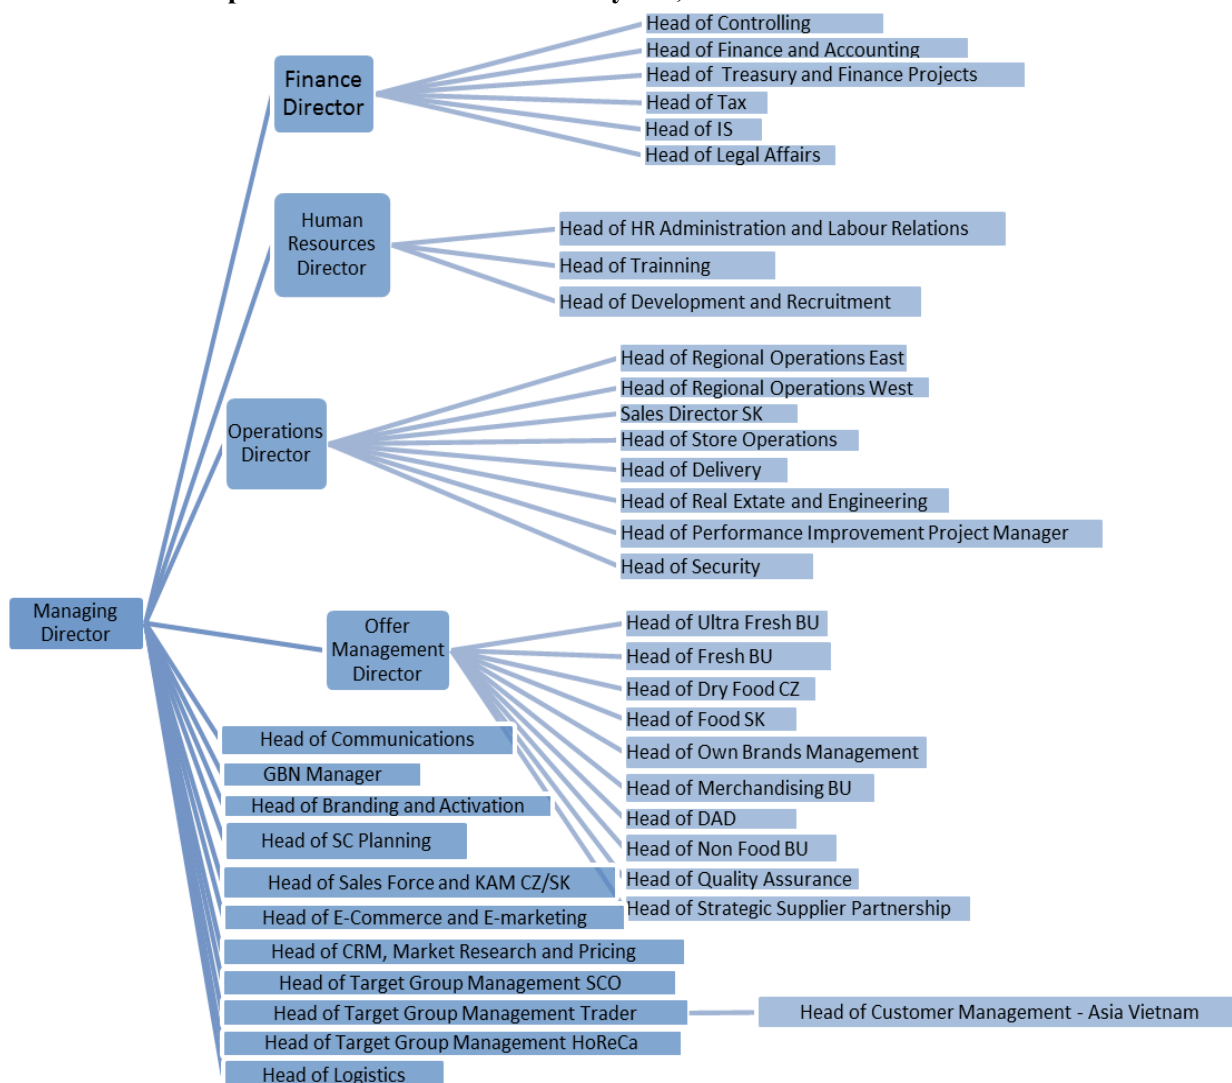 Head of Controlling
Head of Finance and Accounting
Head of Treasury and Finance Projects
Head of Tax
Head of IS
Head of Legal Affairs
Finance
Director
Human
Resources
Director
Head of HR Administration and Labour Relations
Head of Trainning
Head of Development and Recruitment
Operations
Director
Head of Regional Operations East
Head of Regional Operations West
Sales Director SK
Head of Store Operations
Head of Delivery
Head of Real Extate and Engineering
Head of Performance Improvement Project Manager
Head of Security
Managing
Director
Offer
Management
Director
Head of Ultra Fresh BU
Head of Fresh BU
Head of Dry Food CZ
Head of Food SK
Head of Own Brands Management
Head of Merchandising BU
Head of DAD
Head of Non Food BU
Head of Quality Assurance
Head of Strategic Supplier Partnership
Head of Communications
GBN Manager
Head of Branding and Activation
Head of SC Planning
Head of Sales Force and KAM CZ/SK
Head of E-Commerce and E-marketing
Head of CRM, Market Research and Pricing
Head of Target Group Management SCO
Head of Target Group Management Trader
Head of Customer Management - Asia Vietnam
Head of Target Group Management HoReCa
Head of Logistics